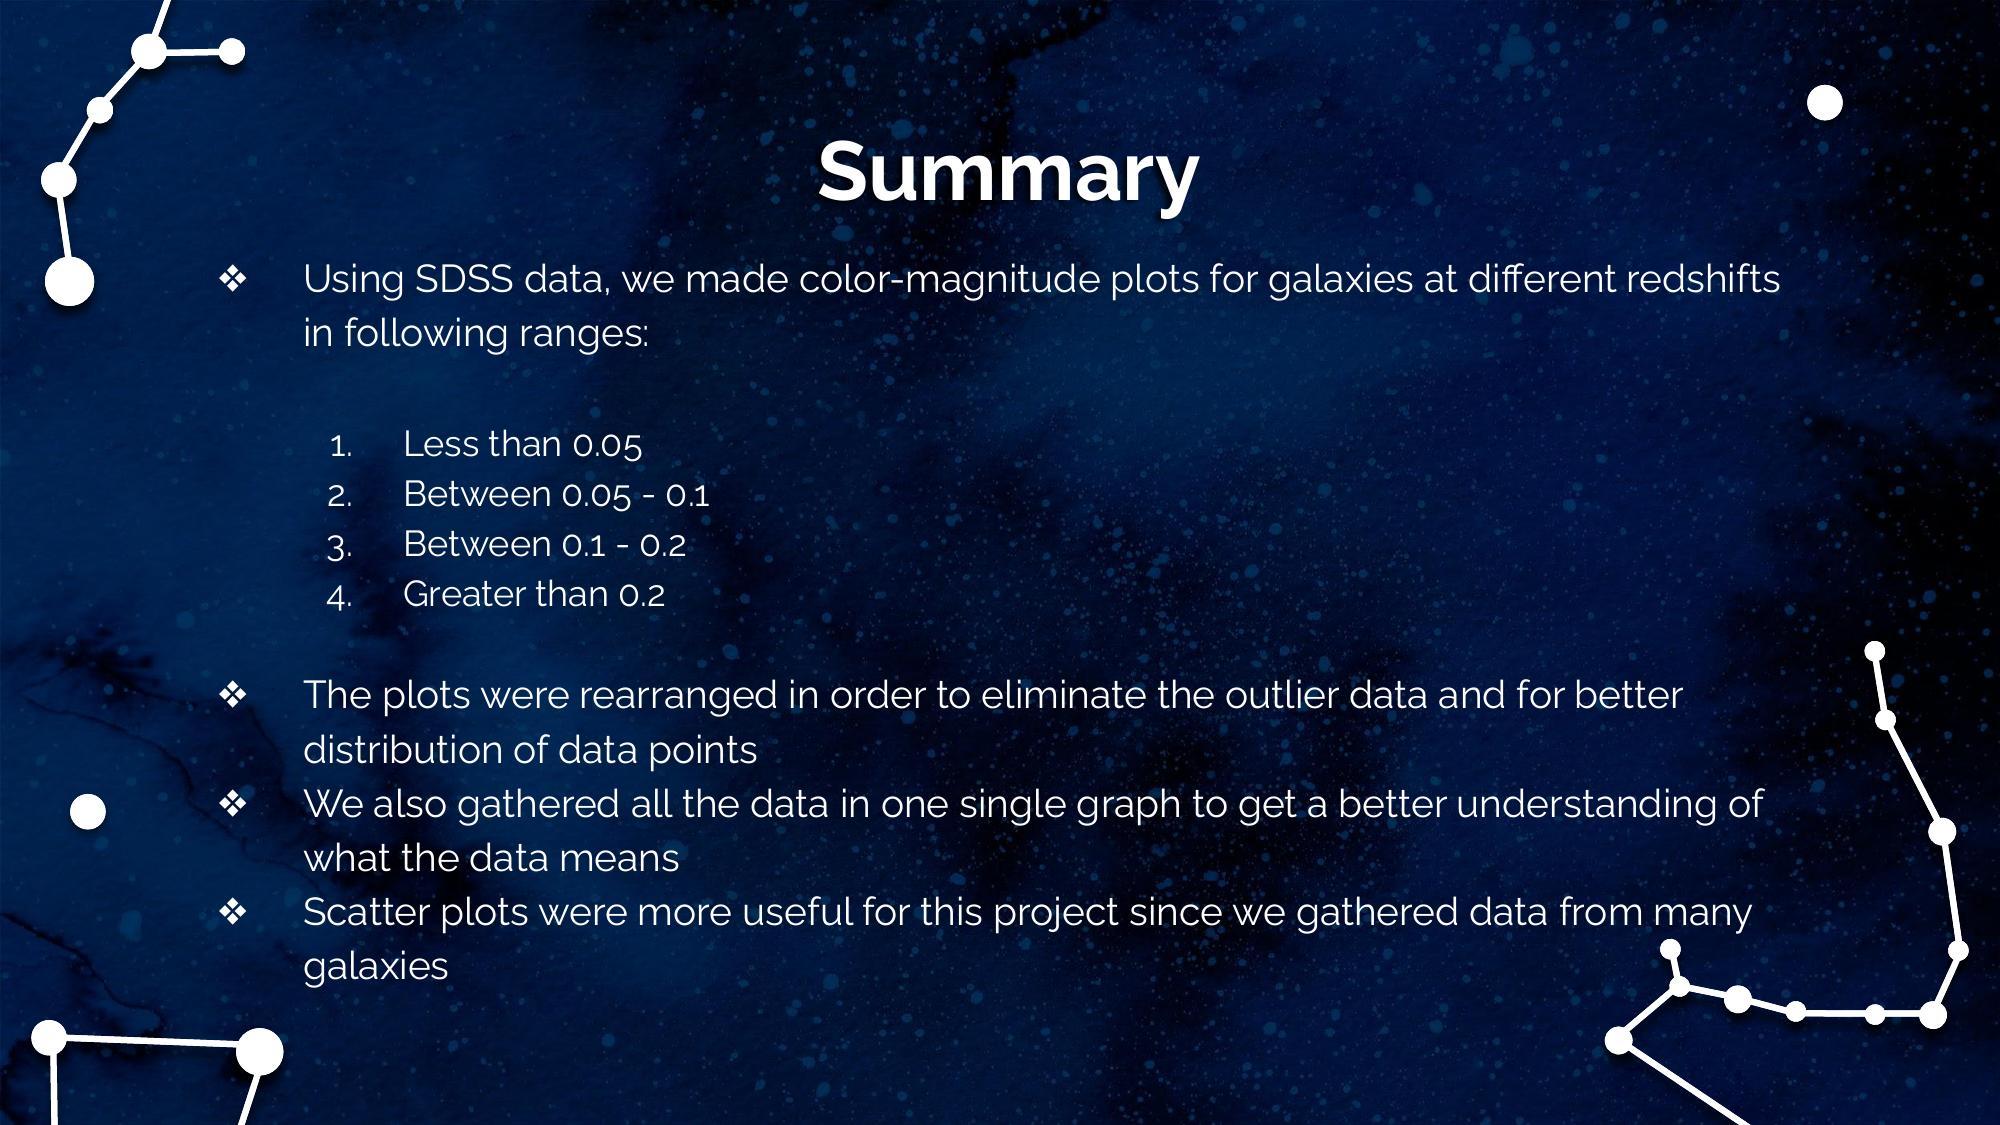 Summary
❖ Using SDSS data, we made color-magnitude plots for galaxies at different redshifts
in following ranges:
1. Less than 0.05
2. Between 0.05 - 0.1
3. Between 0.1 - 0.2
4. Greater than 0.2
❖ The plots were rearranged in order to eliminate the outlier data and for better
distribution of data points
❖ We also gathered all the data in one single graph to get a better understanding of
what the data means
❖ Scatter plots were more useful for this project since we gathered data from many
galaxies